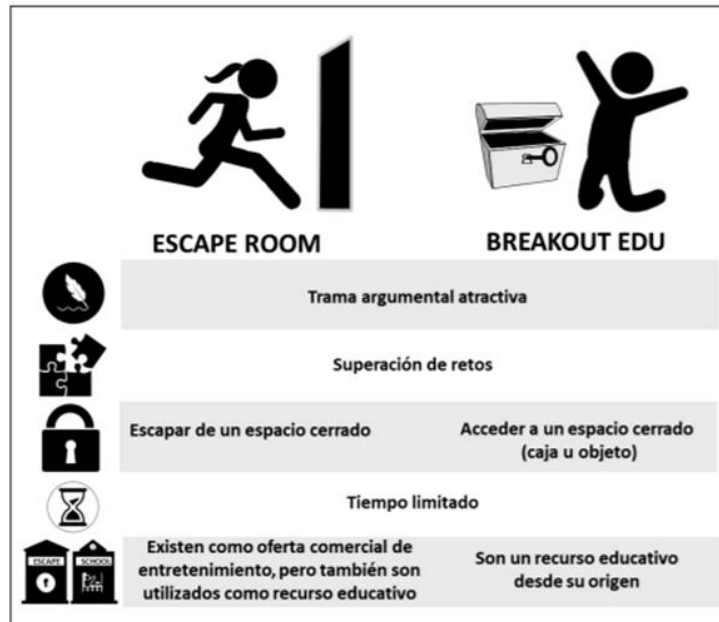 ESCAPE ROOM
BREAKOUT EDU
Trama argumental atractiva
Superación de retos
Escapar de un espacio cerrado
Acceder a un espacio cerrado
(caja u objeto)
Tiempo limitado
ESCAPE
SCHOOL
Existen como oferta comercial de
entretenimiento, pero también son
utilizados como recurso educativo
Son un recurso educativo
desde su origen